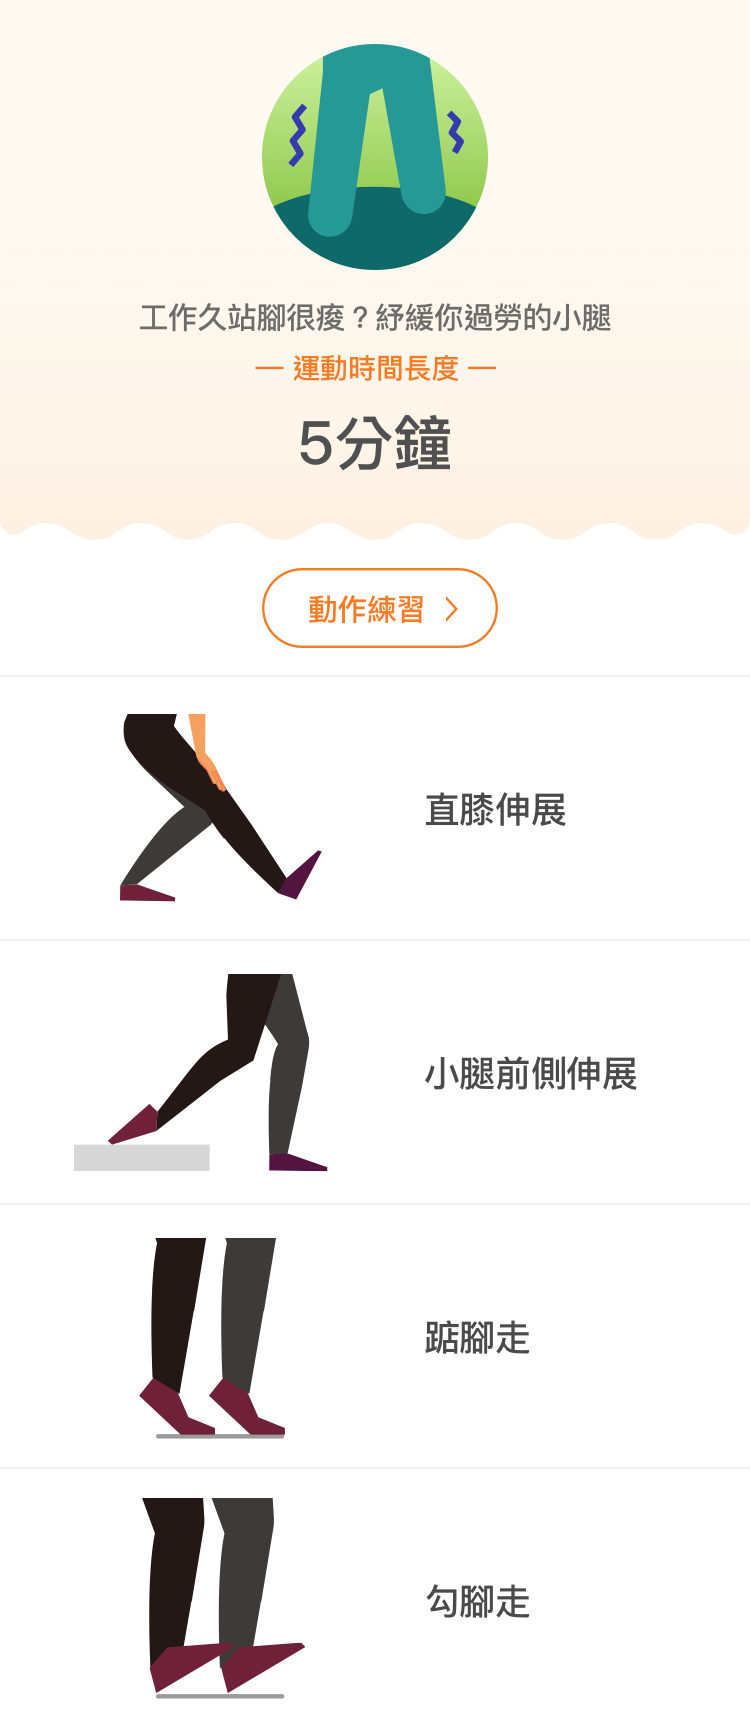 工作久站腳很痠？紓緩你過勞的小腿
— 運動時間長度 —
5分鐘
動作練習
直膝伸展
小腿前側伸展
踮腳走
勾腳走